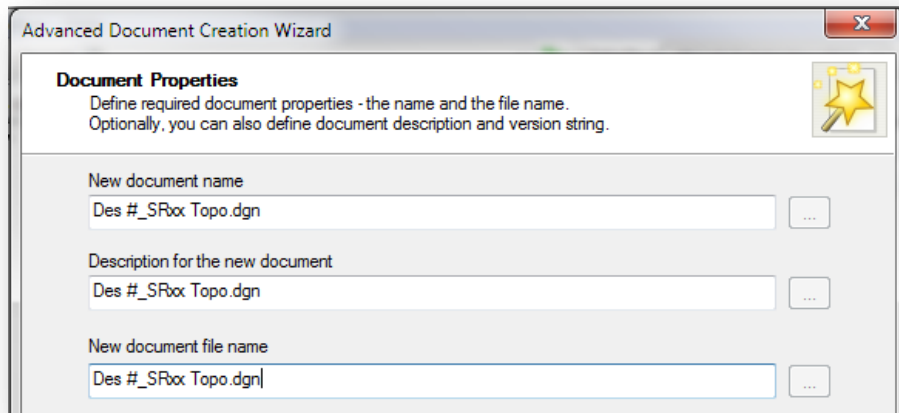 Advanced Document Creation Wizard
Document Properties
Define required document properties - the name and the file name.
Optionally, you can also define document description and version string.
New document name
Des #_SRxx Topo.dgn
...
Description for the new document
Des #_SRxx Topo.dgn
...
New document file name
Des #_SRxx Topo.dgn
...